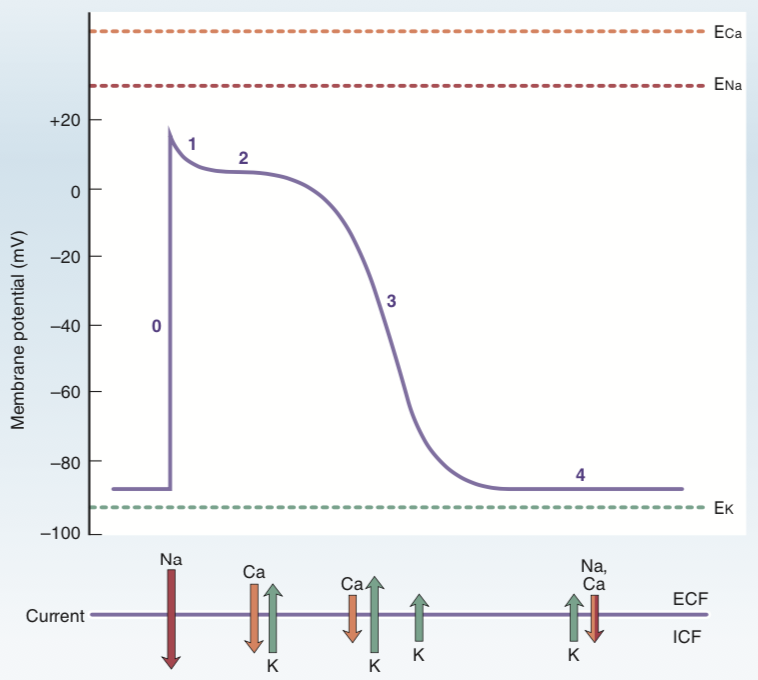 ECa
ENa
+20
1
2
0
Membrane potential (mV)
–20
3
0
–40
–60
–80
4
EK
–100
Na
Ca
Ca
Na,
Ca
ECF
Current
ICF
K
K
K
K